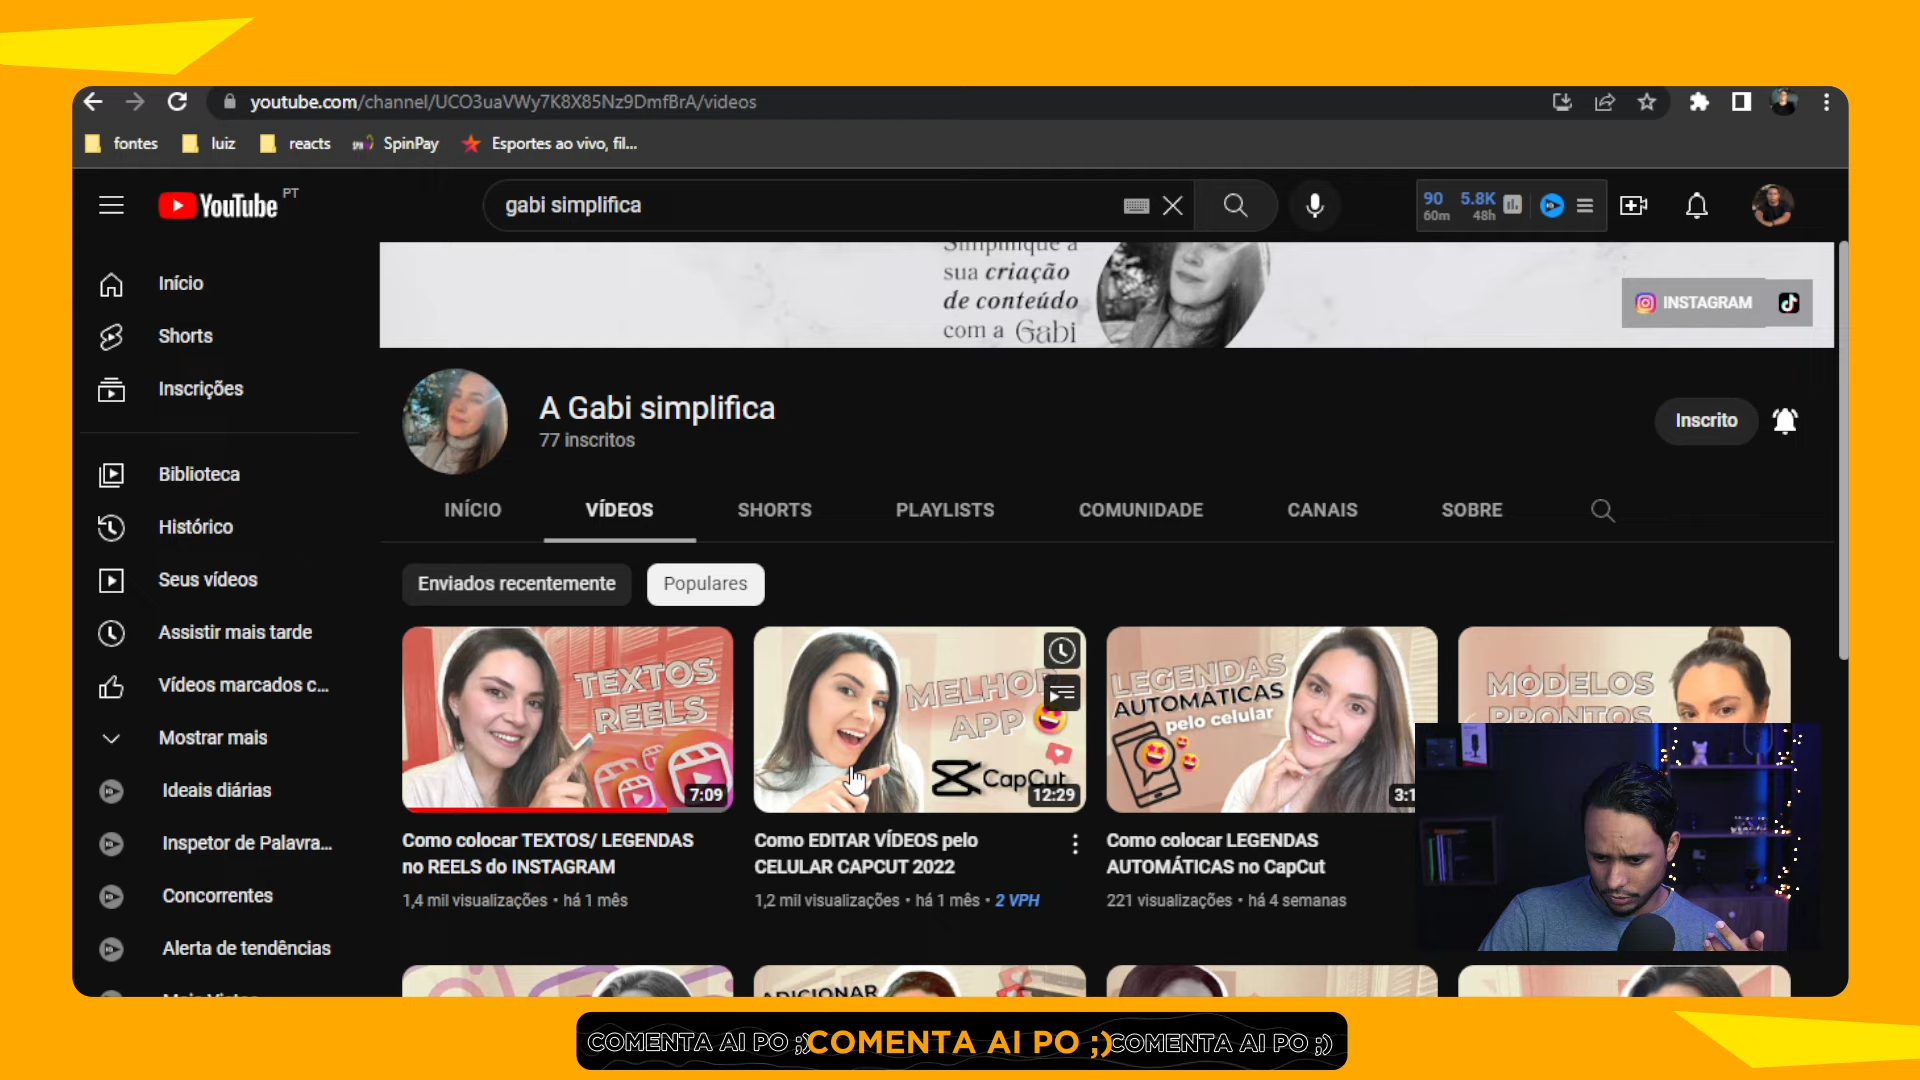 youtube.com/channel/UCO3uaVWy7K8X85Nz9DmfBrA/videos
fontes
luiz
reacts
SpinPay
Esportes ao vivo, fil...
YouTube PT
gabi simplifica
90
60m
5.8K
48h
Simplifique a
sua criação
de conteúdo
com a Gabi
INSTAGRAM
Início
Shorts
Inscrições
A Gabi simplifica
77 inscritos
Inscrito
Biblioteca
Histórico
Seus vídeos
Assistir mais tarde
Vídeos marcados c...
Mostrar mais
Ideais diárias
Inspetor de Palavra...
Concorrentes
Alerta de tendências
INÍCIO
VÍDEOS
SHORTS
PLAYLISTS
COMUNIDADE
CANAIS
SOBRE
Enviados recentemente
Populares
TEXTOS
REELS
7:09
MELHOR
APP
CapCut
12:29
LEGENDAS
AUTOMÁTICAS
pelo celular
3:1
MODELOS
PRONTOS
Como colocar TEXTOS/ LEGENDAS
no REELS do INSTAGRAM
1,4 mil visualizações • há 1 mês
Como EDITAR VÍDEOS pelo
CELULAR CAPCUT 2022
1,2 mil visualizações • há 1 mês • 2 VPH
Como colocar LEGENDAS
AUTOMÁTICAS no CapCut
221 visualizações • há 4 semanas
ADICIONAR
COMENTA AI PO ;) COMENTA AI PO ;) COMENTA AI PO ;)